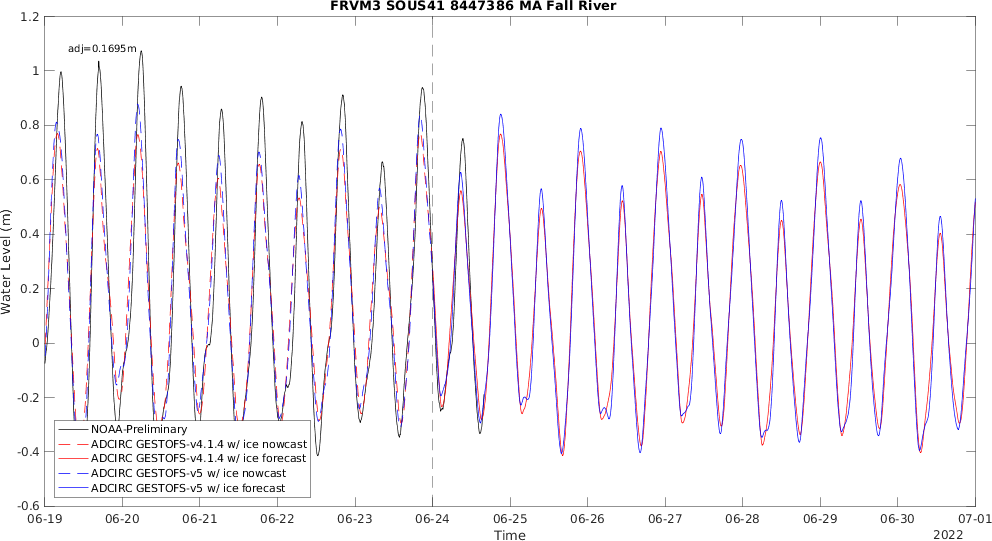 FRVM3 SOUS41 8447386 MA Fall River
adj=0.1695m
Water Level (m)
1.2
1
0.8
0.6
0.4
0.2
0
-0.2
-0.4
-0.6
NOAA-Preliminary
ADCIRC GESTOFS-v4.1.4 w/ ice nowcast
ADCIRC GESTOFS-v4.1.4 w/ ice forecast
ADCIRC GESTOFS-v5 w/ ice nowcast
ADCIRC GESTOFS-v5 w/ ice forecast
06-19 06-20 06-21 06-22 06-23 06-24 06-25 06-26 06-27 06-28 06-29 06-30 07-01
Time
2022